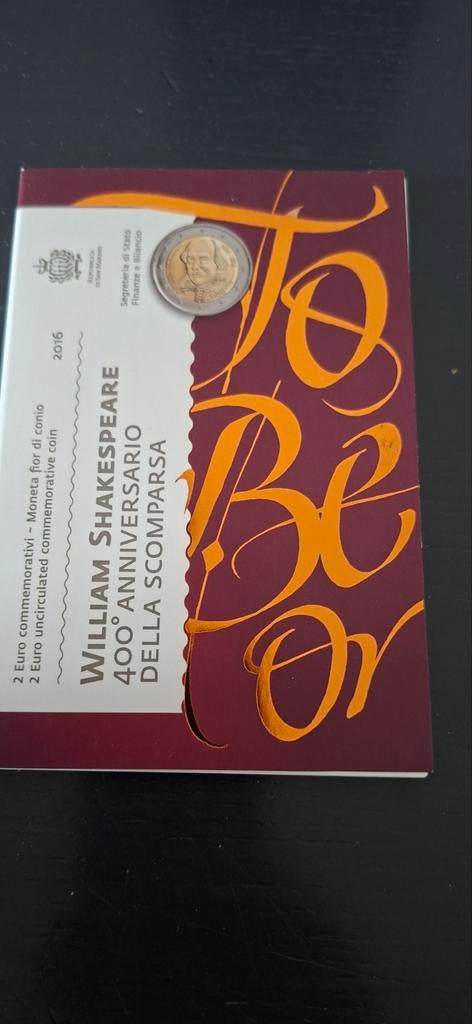 2 Euro commemorativi ~ Moneta fior di conio
2 Euro uncirculated commemorative coin
2016
WILLIAM SHAKESPEARE
400° ANNIVERSARIO
DELLA SCOMPARSA
REPUBBLICA
DI SAN MARINO
Segreteria di Stato
Finanze e Bilancio
To
Be
Or